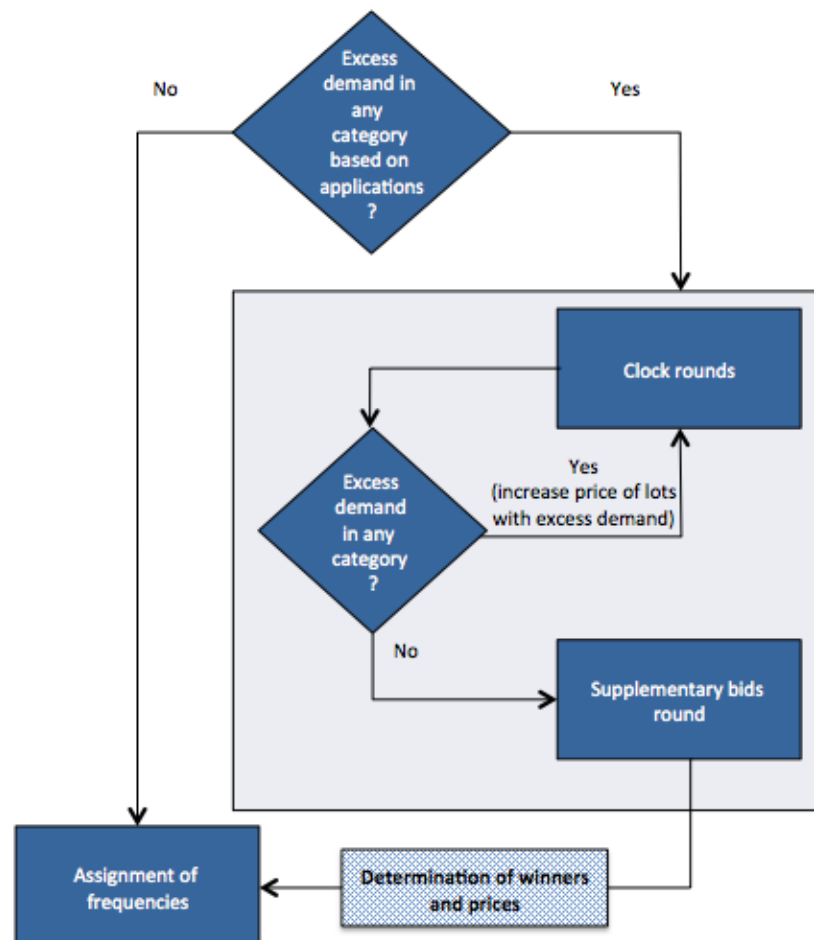 No
Excess
demand in
any
category
based on
applications
?
Yes
Clock rounds
Excess
demand
in any
category
?
Yes
(increase price of lots
with excess demand)
No
Supplementary bids
round
Assignment of
frequencies
Determination of winners
and prices